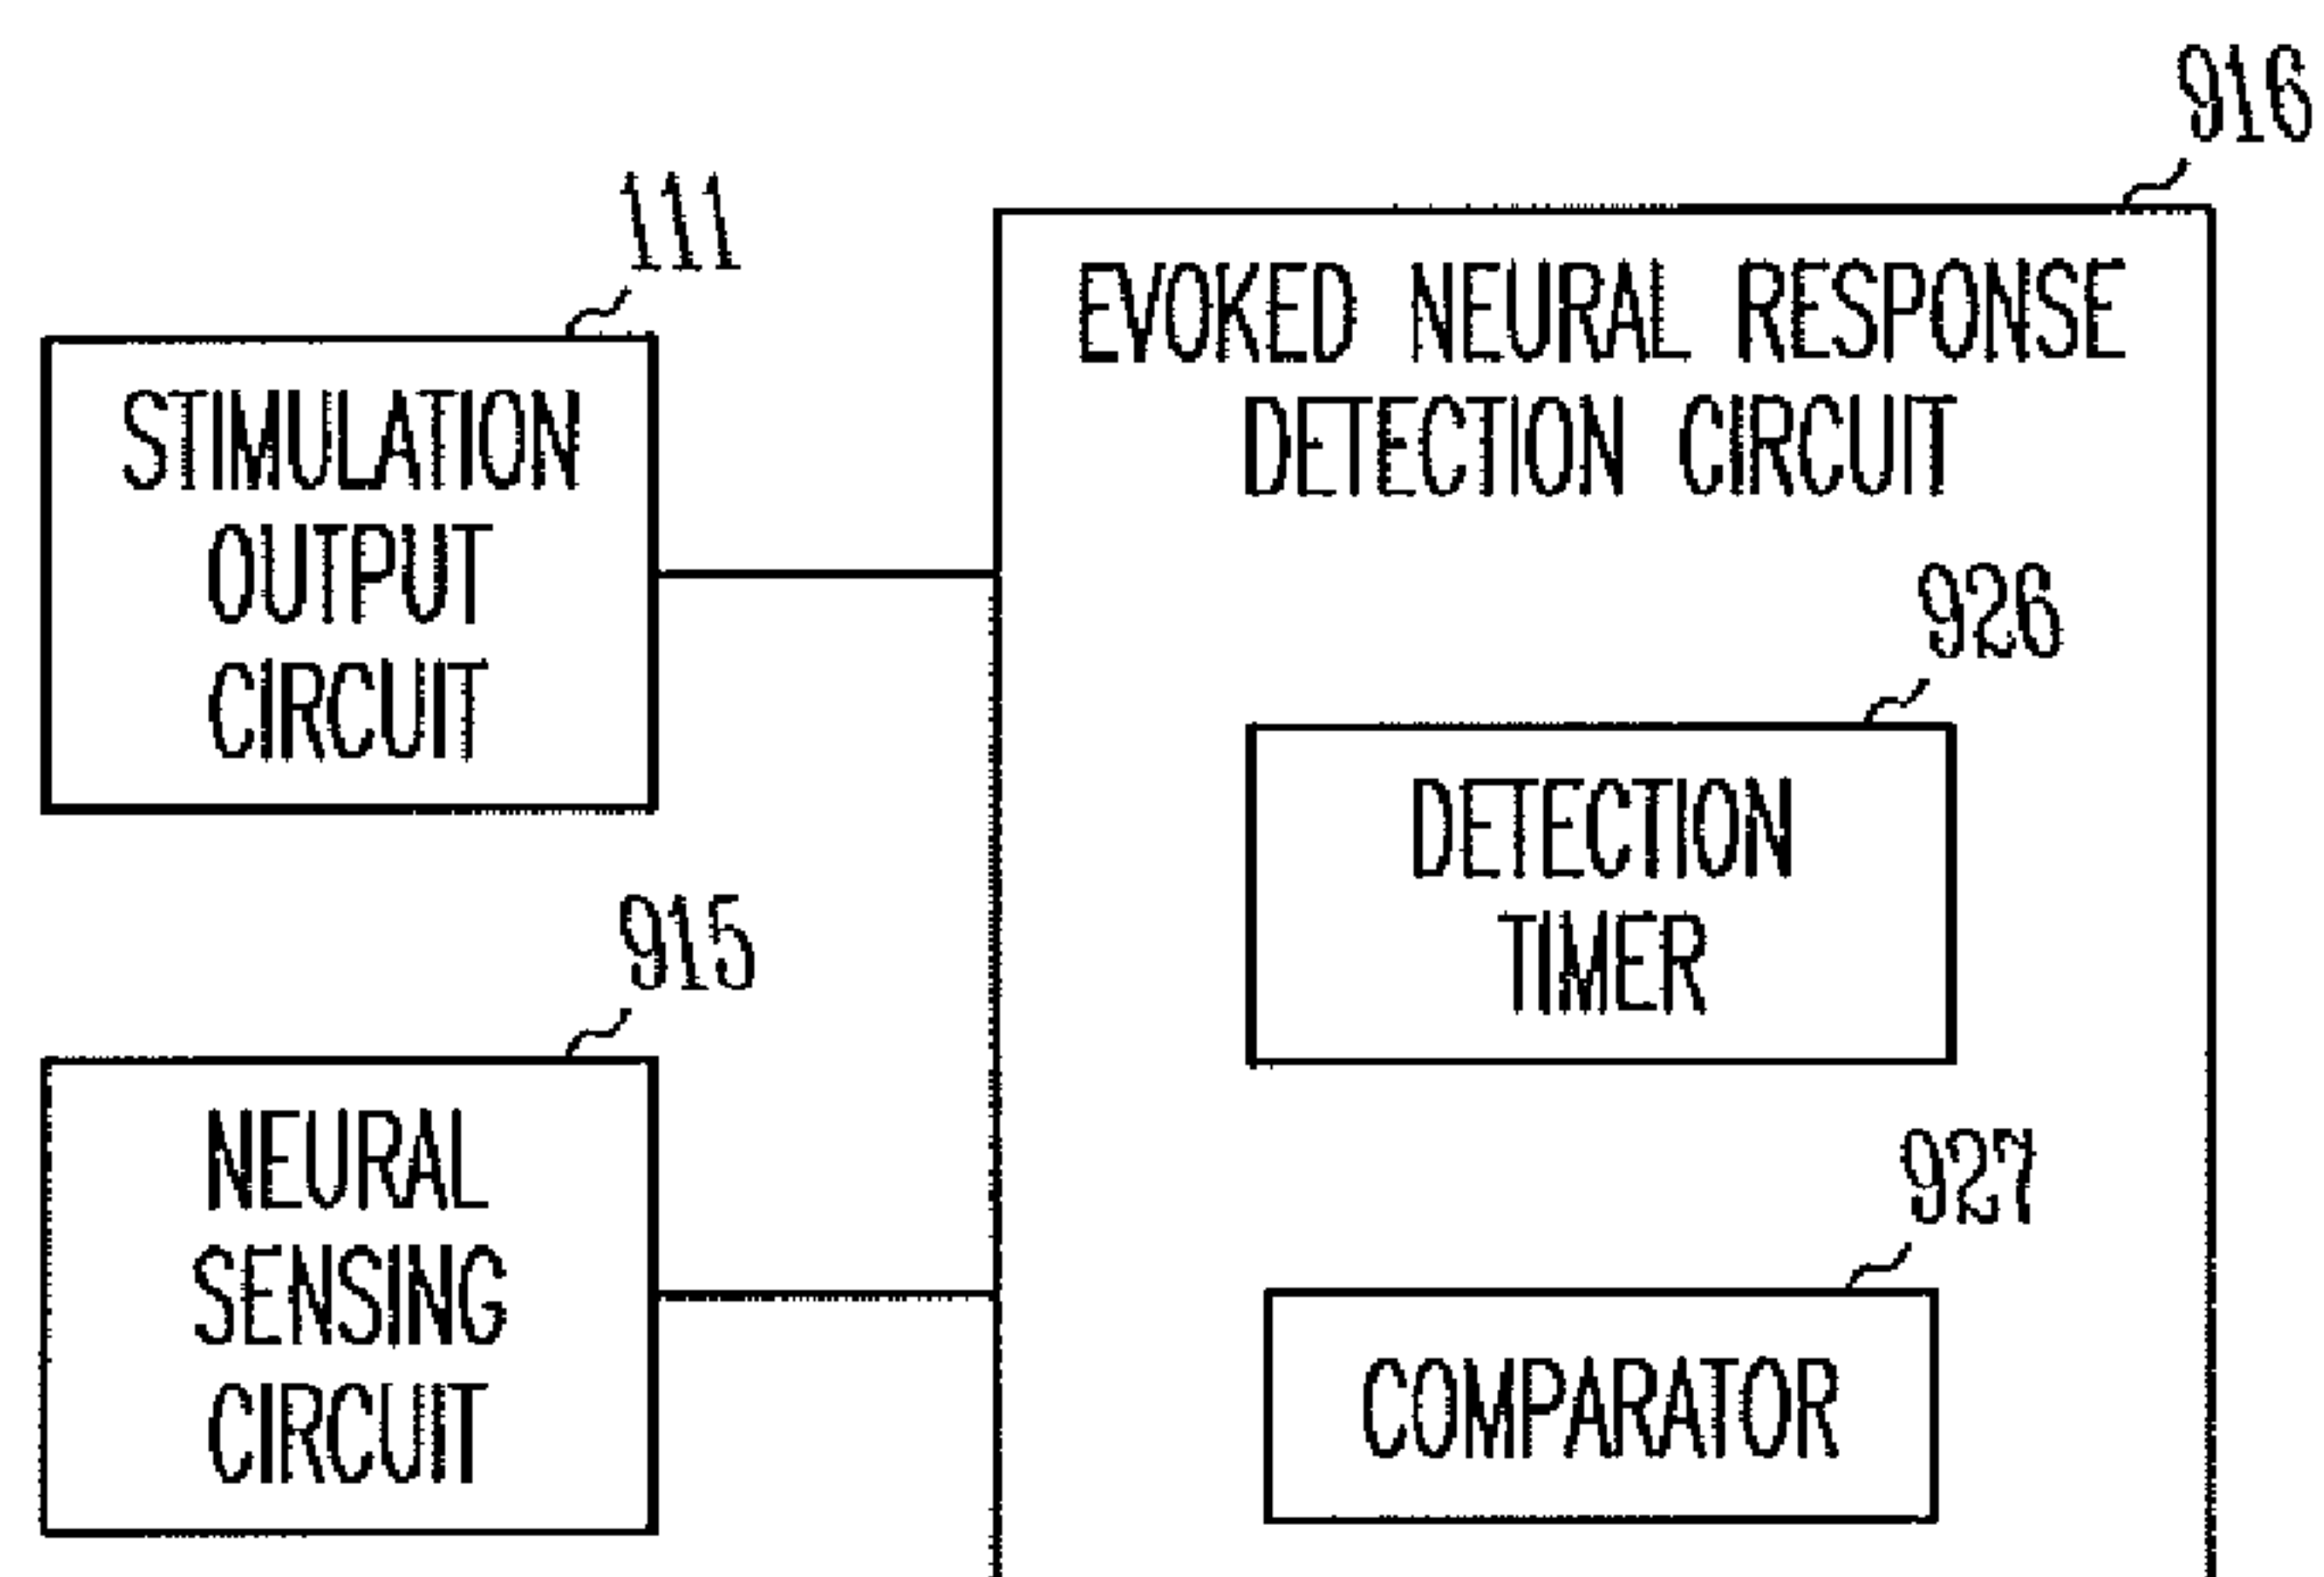 916
111
EVOKED NEURAL RESPONSE
DETECTION CIRCUIT
STIMULATION
OUTPUT
CIRCUIT
926
DETECTION
TIMER
915
NEURAL
SENSING
CIRCUIT
927
COMPARATOR